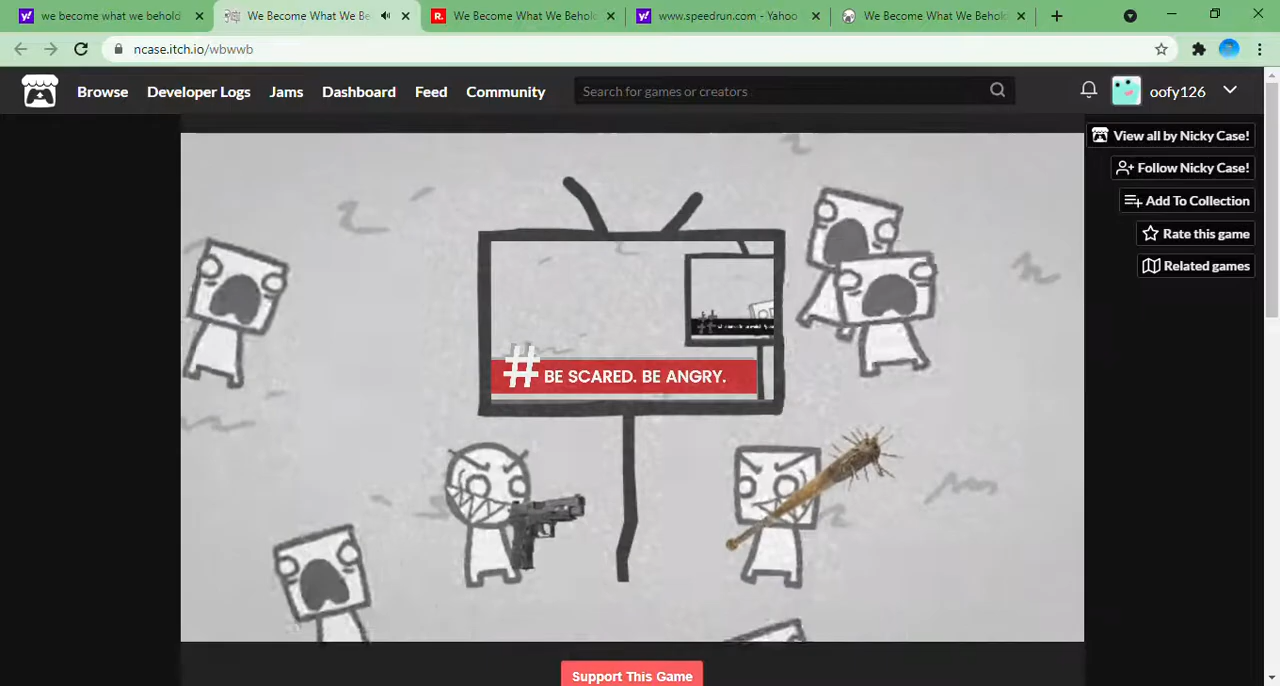 we become what we behold
We Become What We Be
We Become What We Behol
www.speedrun.com - Yahoo
We Become What We Behol
ncase.itch.io/wbwwb
Browse
Developer Logs
Jams
Dashboard
Feed
Community
Search for games or creators
oofy126
View all by Nicky Case!
Follow Nicky Case!
Add To Collection
Rate this game
Related games
# BE SCARED. BE ANGRY.
Support This Game